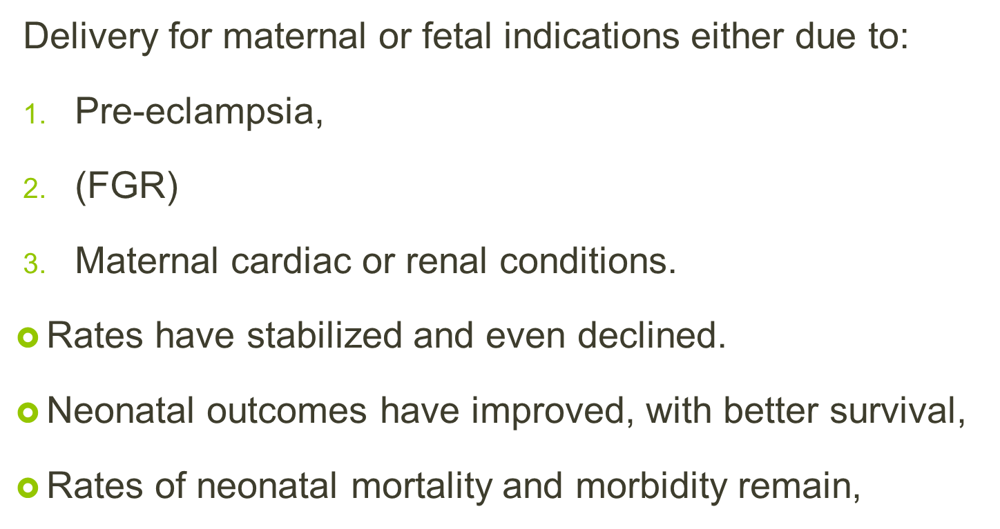 Delivery for maternal or fetal indications either due to:
1. Pre-eclampsia,
2. (FGR)
3. Maternal cardiac or renal conditions.
Rates have stabilized and even declined.
Neonatal outcomes have improved, with better survival,
Rates of neonatal mortality and morbidity remain,